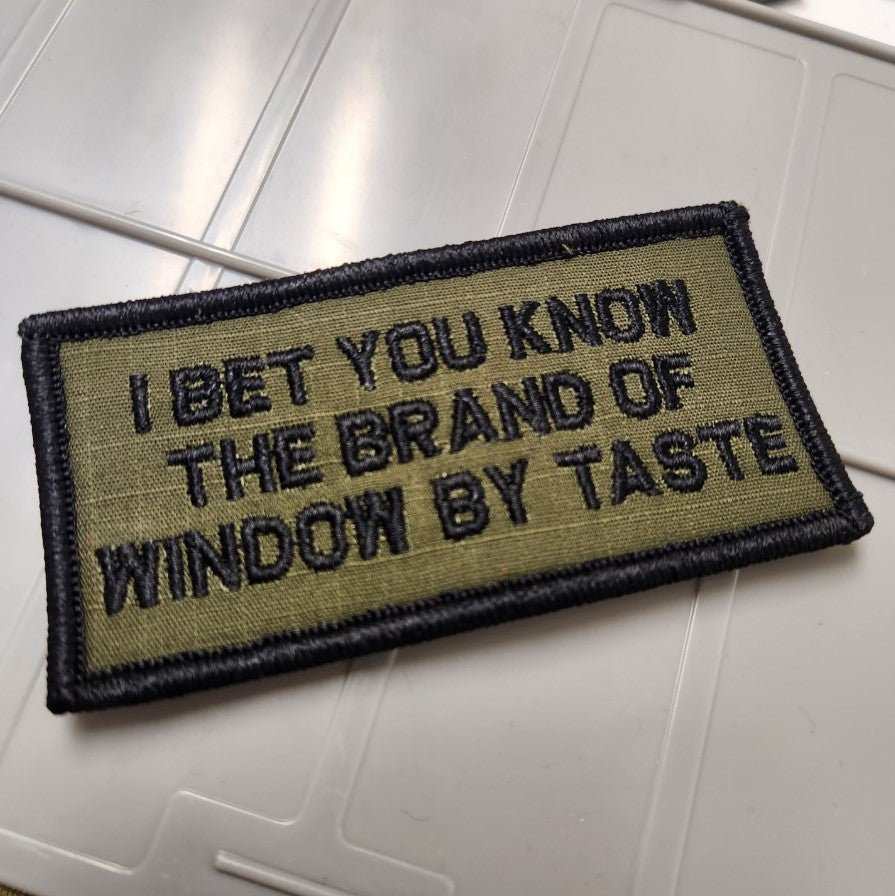 I BET YOU KNOW
THE BRAND OF
WINDOW BY TASTE